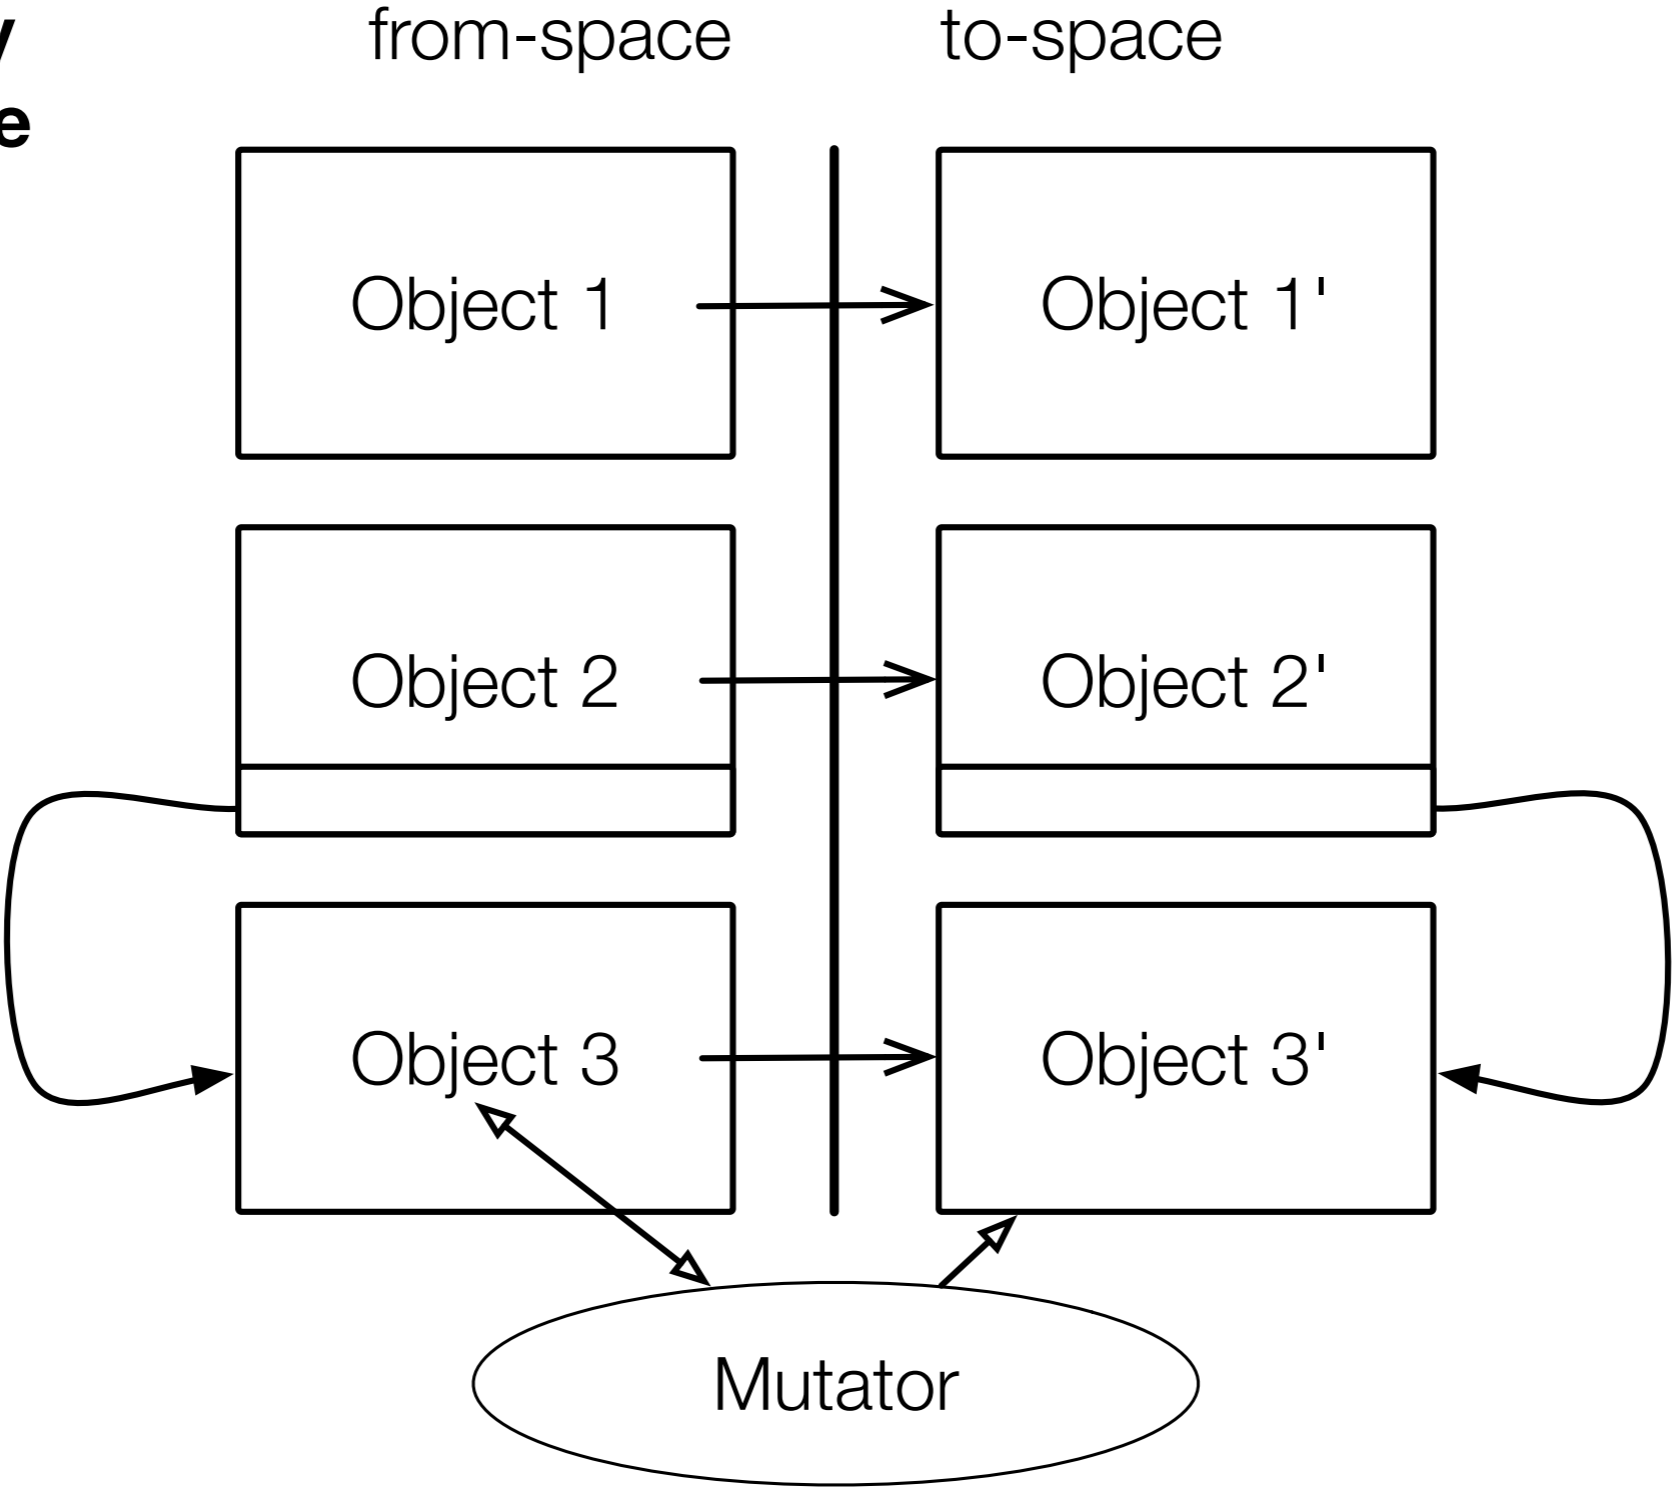 from-space
to-space
Object 1
Object 1'
Object 2
Object 2'
Object 3
Object 3'
Mutator